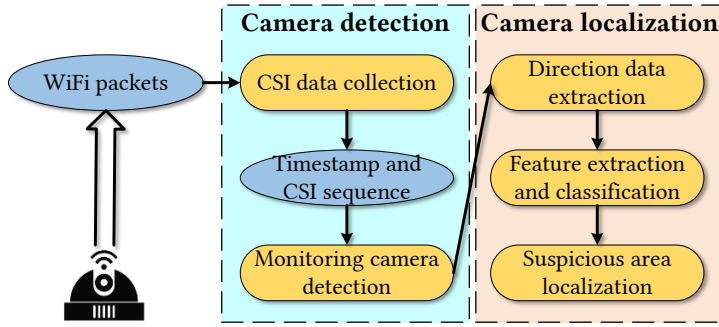 Camera detection
Camera localization
WiFi packets
CSI data collection
Timestamp and
CSI sequence
Monitoring camera
detection
Direction data
extraction
Feature extraction
and classification
Suspicious area
localization